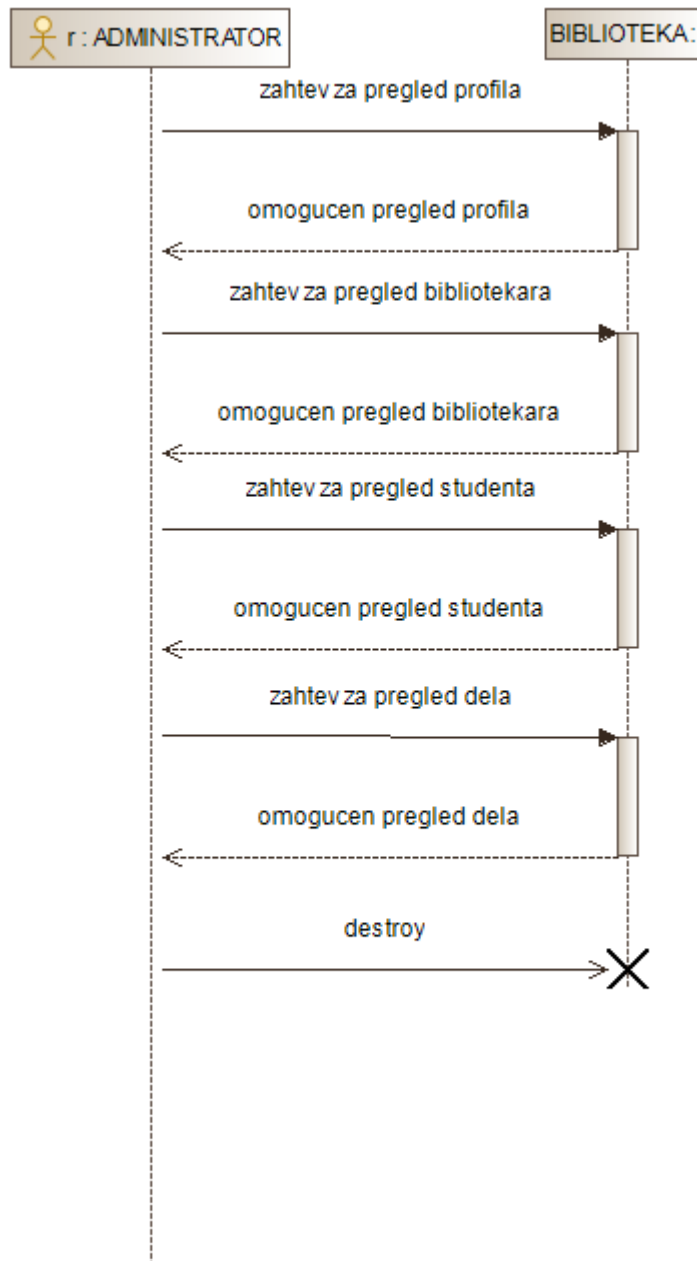 r : ADMINISTRATOR
BIBLIOTEKA:
zahtev za pregled profila
omogucen pregled profila
zahtev za pregled bibliotekara
omogucen pregled bibliotekara
zahtev za pregled studenta
omogucen pregled studenta
zahtev za pregled dela
omogucen pregled dela
destroy